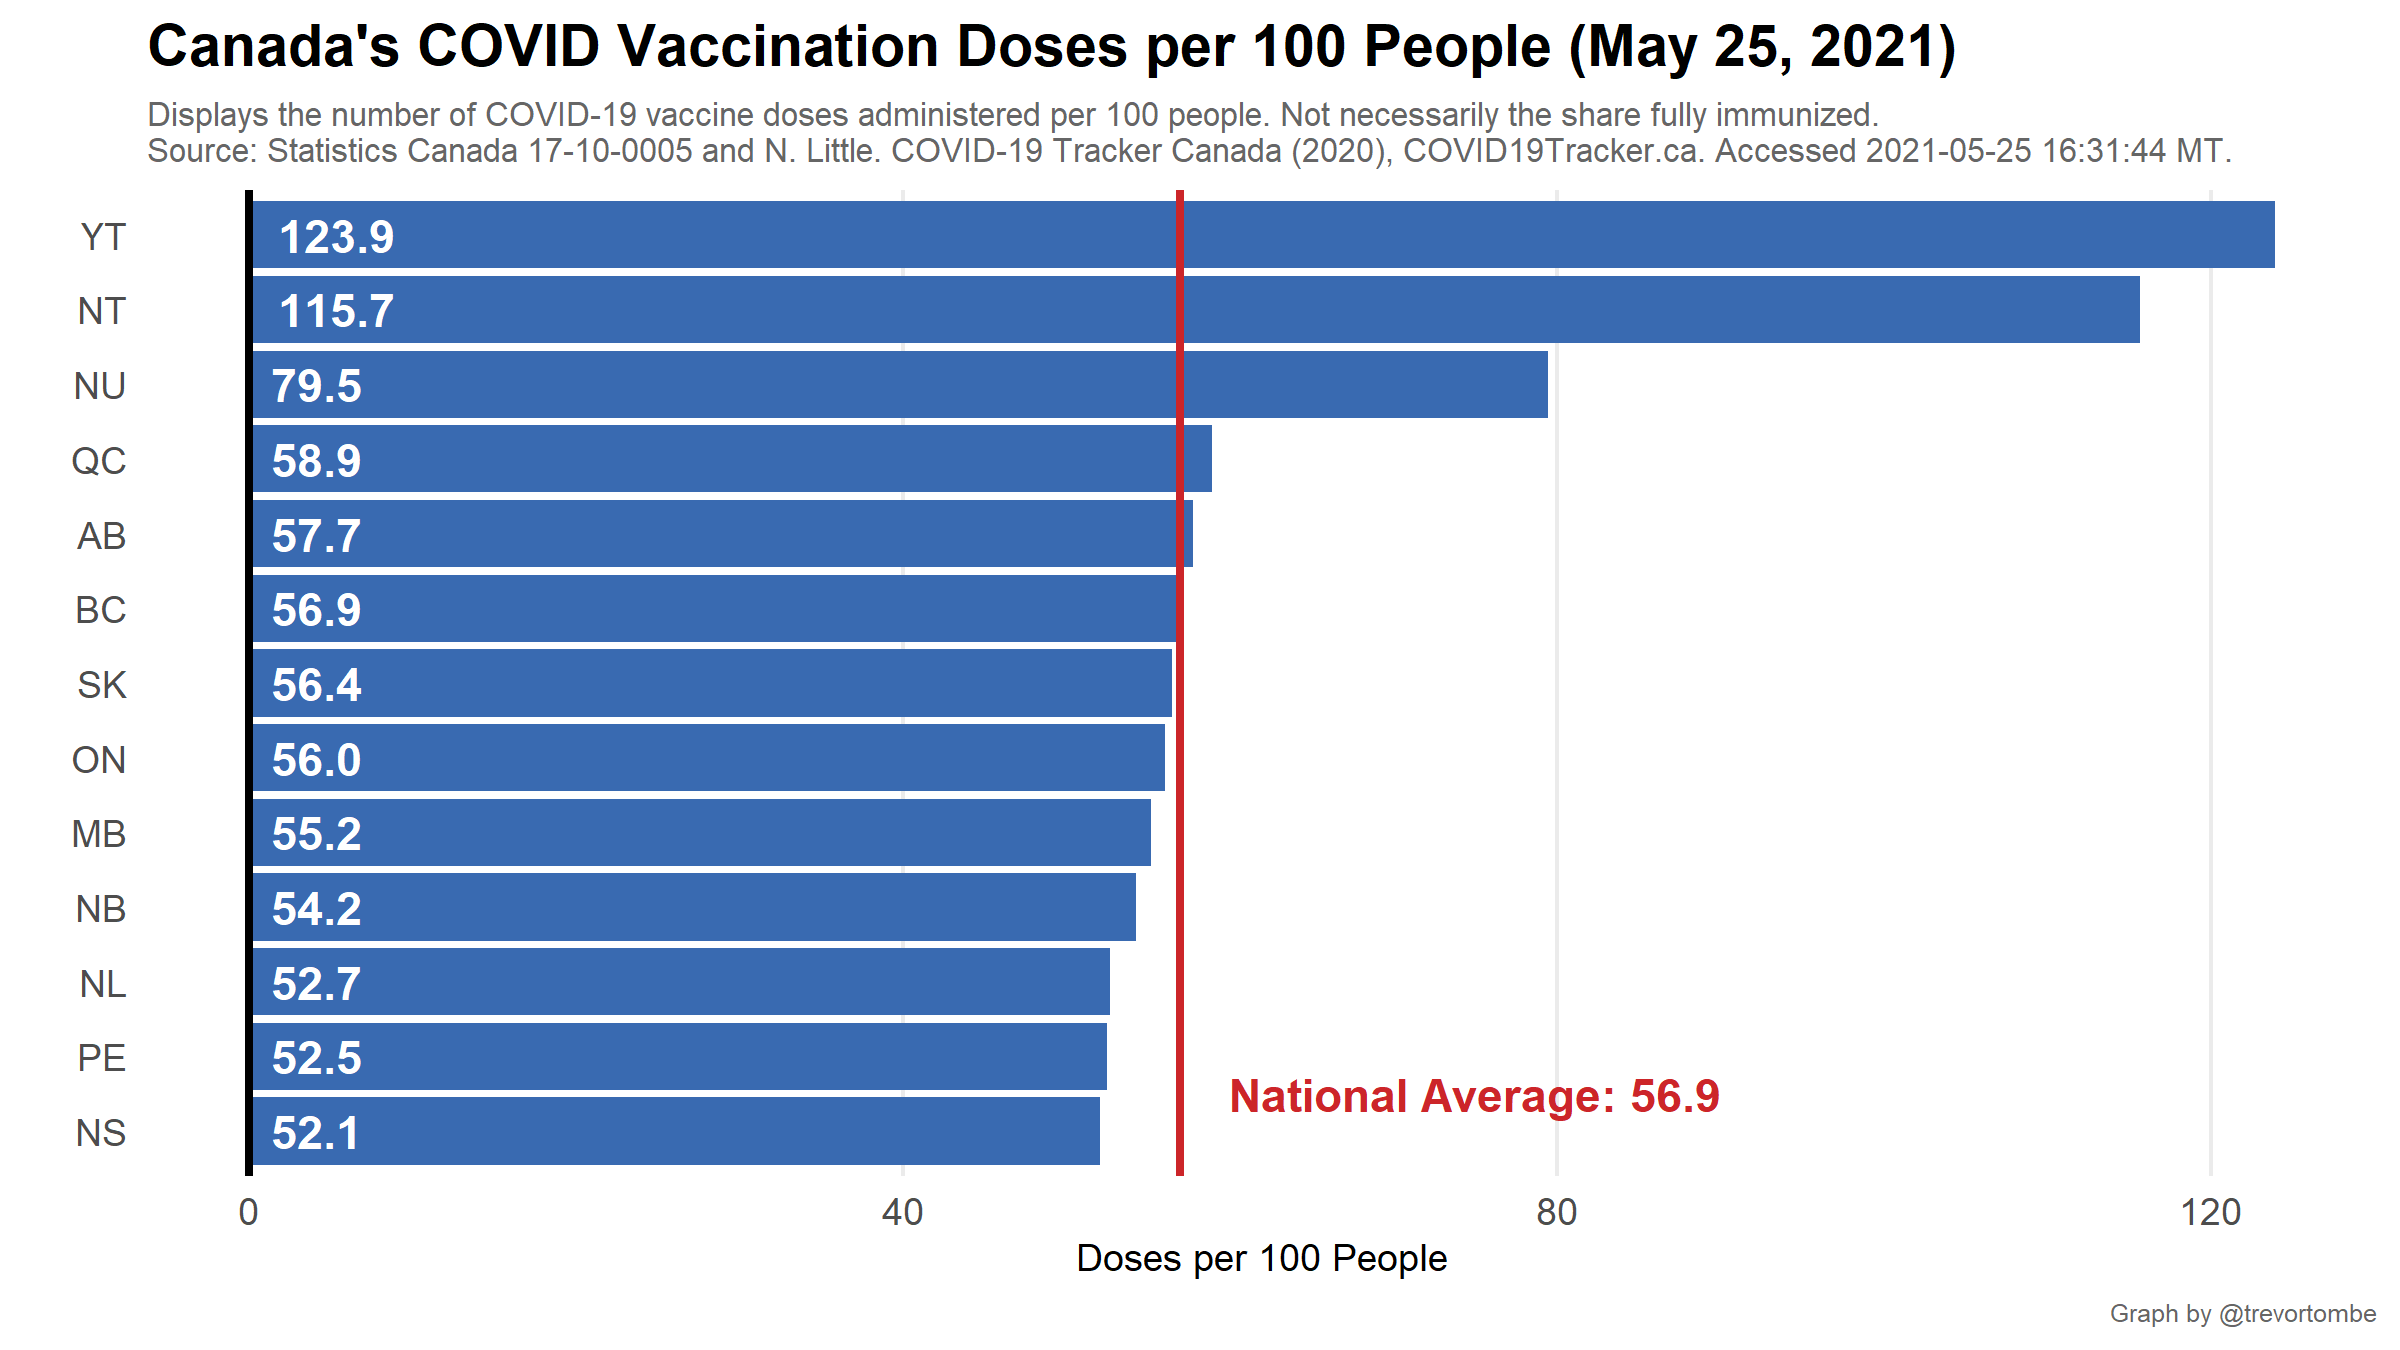 Canada's COVID Vaccination Doses per 100 People (May 25, 2021)
Displays the number of COVID-19 vaccine doses administered per 100 people. Not necessarily the share fully immunized.
Source: Statistics Canada 17-10-0005 and N. Little. COVID-19 Tracker Canada (2020), COVID19Tracker.ca. Accessed 2021-05-25 16:31:44 MT.
YT 123.9
NT 115.7
NU 79.5
QC 58.9
AB 57.7
BC 56.9
SK 56.4
ON 56.0
MB 55.2
NB 54.2
NL 52.7
PE 52.5
National Average: 56.9
NS 52.1
0 40 80 120
Doses per 100 People
Graph by @trevortombe